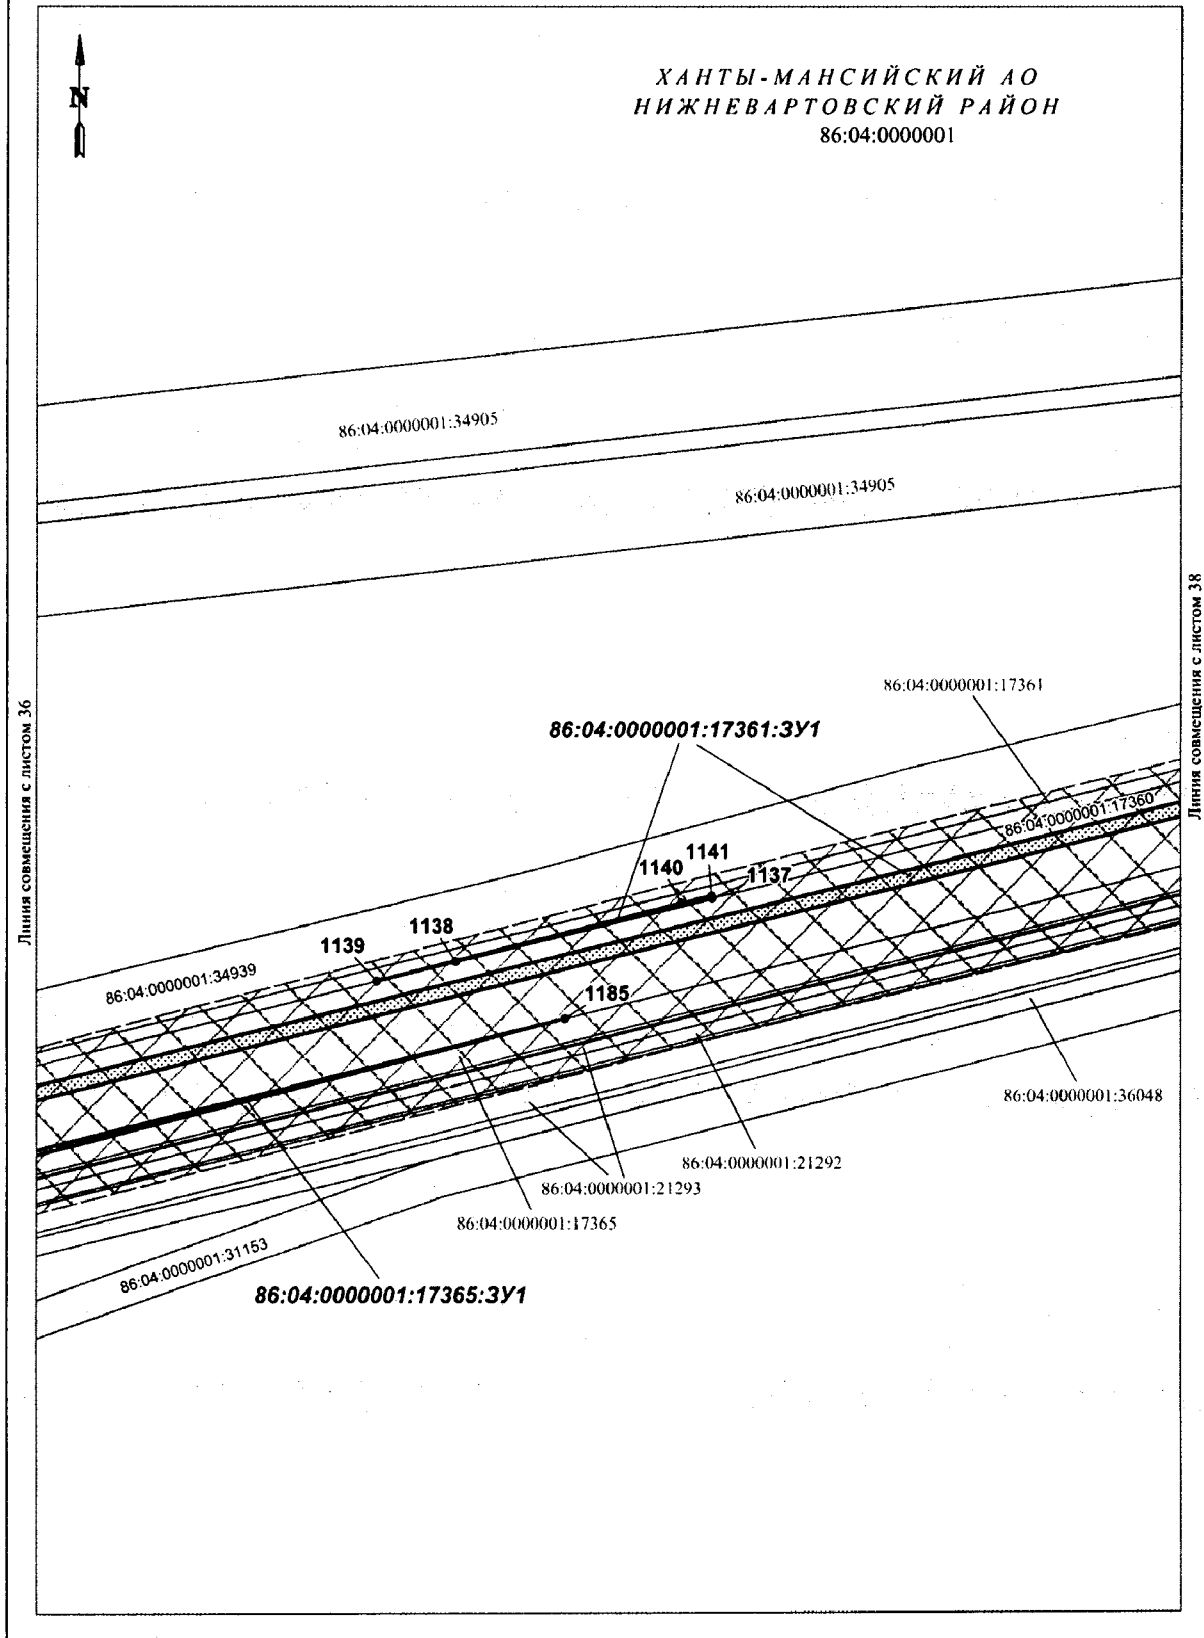 N
ХАНТЫ-МАНСИЙСКИЙ АО
НИЖНЕВАРТОВСКИЙ РАЙОН
86:04:0000001
86:04:0000001:34905
86:04:0000001:34905
Линия совмещения с листом 36
Линия совмещения с листом 38
86:04:0000001:17361
86:04:0000001:17361:ЗУ1
86:04:0000001:17360
1141
1140
1137
1138
1139
86:04:0000001:34939
1185
86:04:0000001:36048
86:04:0000001:21292
86:04:0000001:21293
86:04:0000001:17365
86:04:0000001:31153
86:04:0000001:17365:ЗУ1